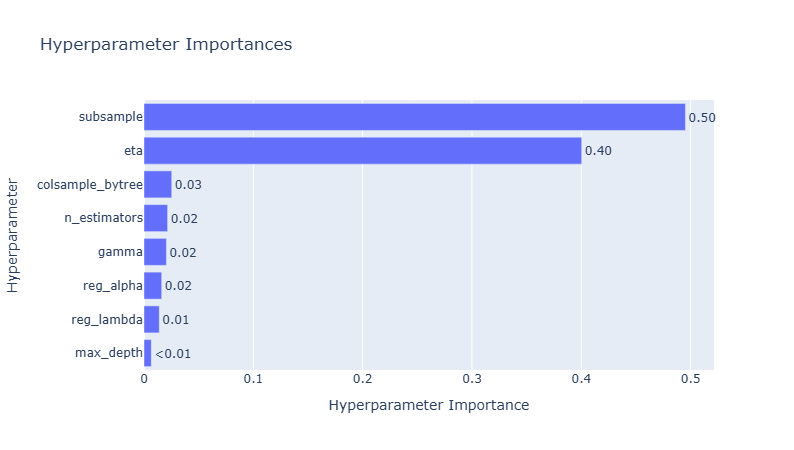 Hyperparameter Importances
Hyperparameter
subsample 0.50
eta 0.40
colsample_bytree 0.03
n_estimators 0.02
gamma 0.02
reg_alpha 0.02
reg_lambda 0.01
max_depth <0.01
0 0.1 0.2 0.3 0.4 0.5
Hyperparameter Importance